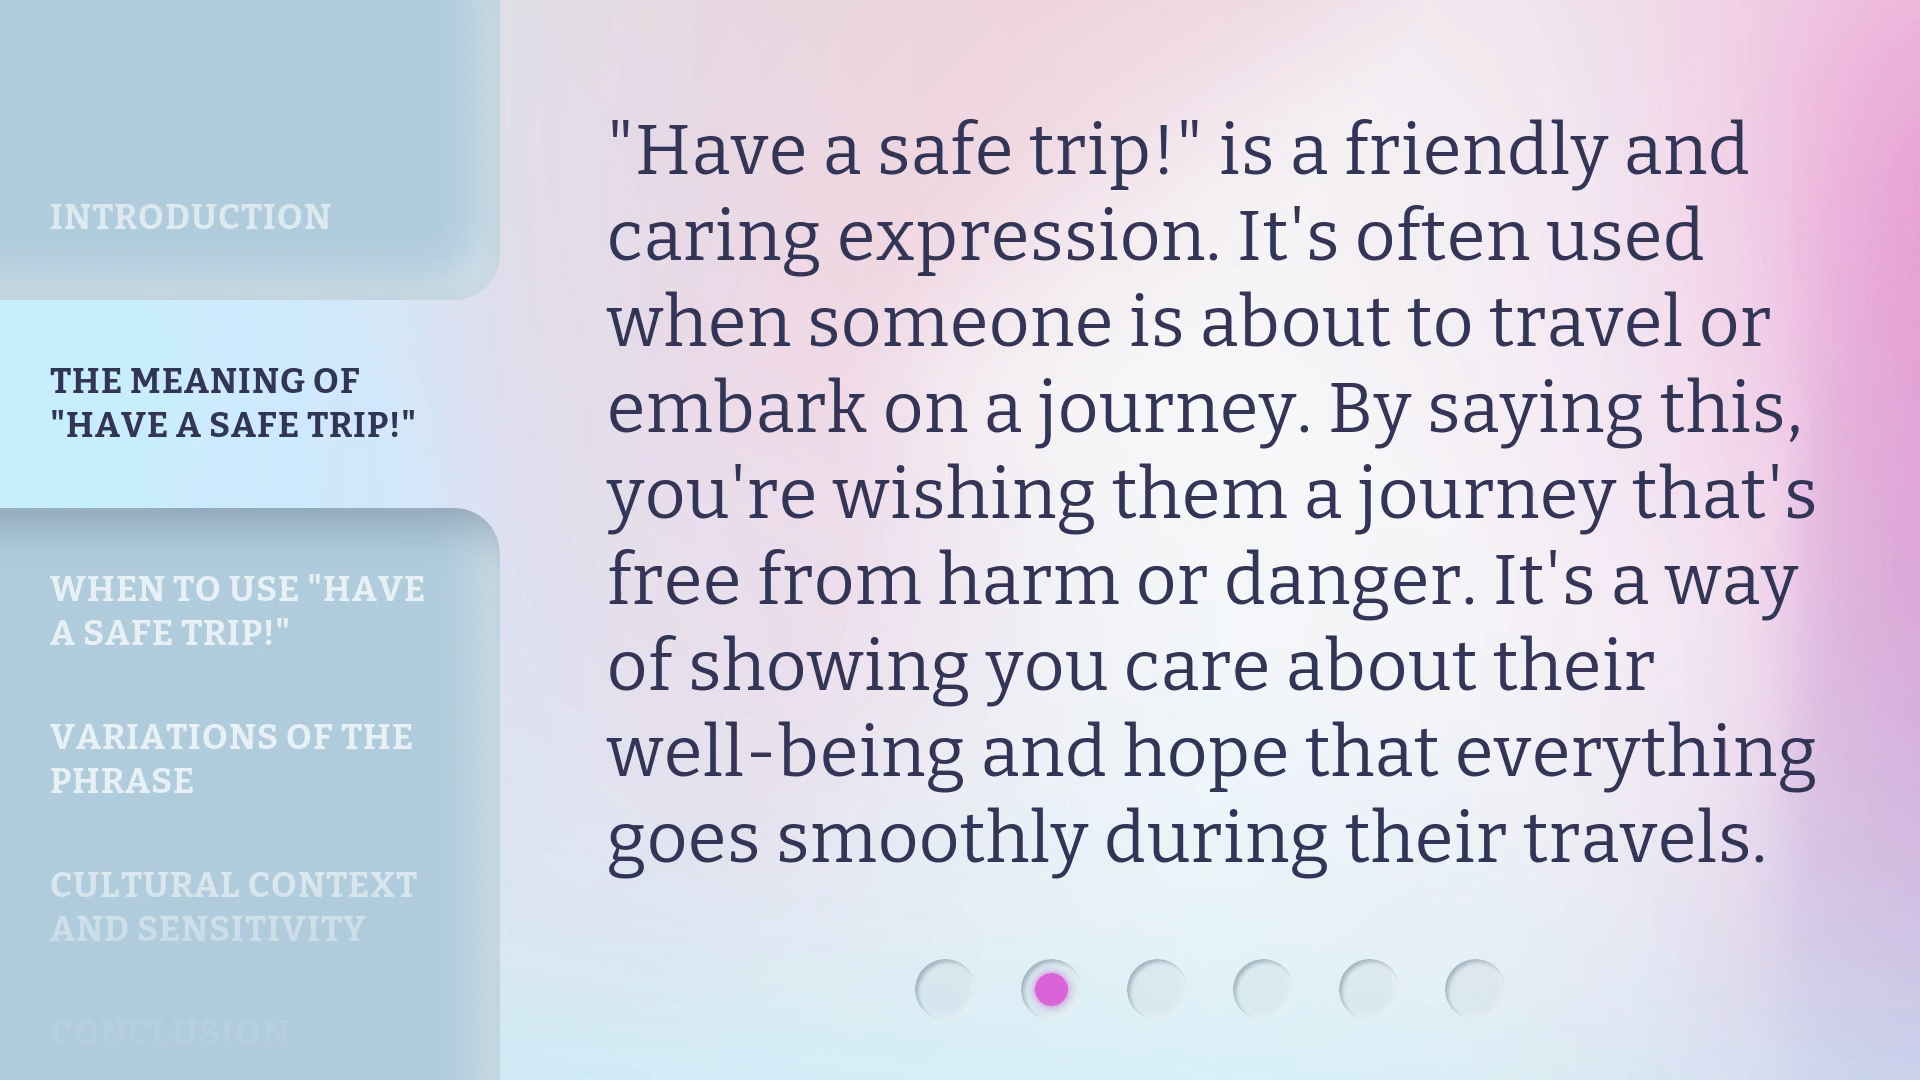 INTRODUCTION
THE MEANING OF
"HAVE A SAFE TRIP!"
WHEN TO USE "HAVE
A SAFE TRIP!"
VARIATIONS OF THE
PHRASE
CULTURAL CONTEXT
AND SENSITIVITY
CONCLUSION
"Have a safe trip!" is a friendly and
caring expression. It's often used
when someone is about to travel or
embark on a journey. By saying this,
you're wishing them a journey that's
free from harm or danger. It's a way
of showing you care about their
well-being and hope that everything
goes smoothly during their travels.